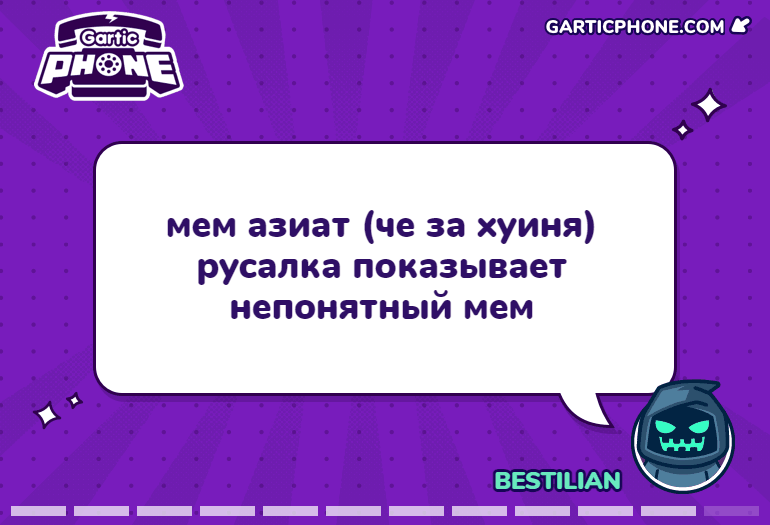 Gartic
PHONE
GARTICPHONE.COM
мем азиат (че за хуиня)
русалка показывает
непонятный мем
BESTILIAN